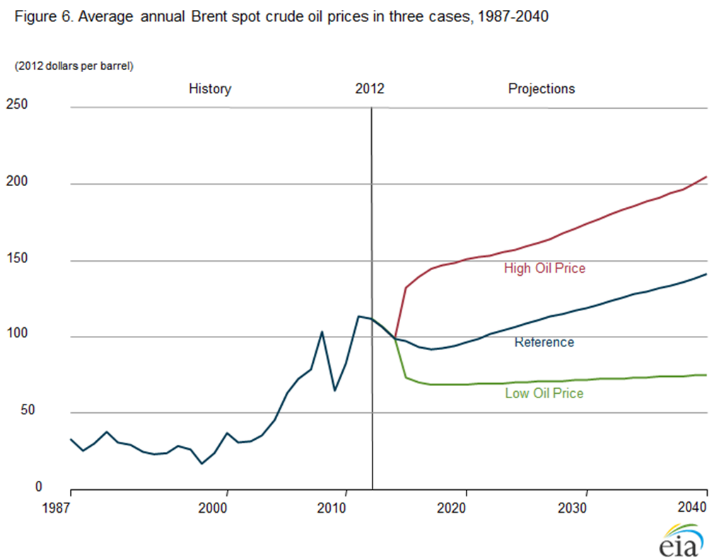 Figure 6. Average annual Brent spot crude oil prices in three cases, 1987-2040
(2012 dollars per barrel)
History 2012 Projections
250
200
150
High Oil Price
100
Reference
Low Oil Price
50
0
1987 2000 2010 2020 2030 2040
eia